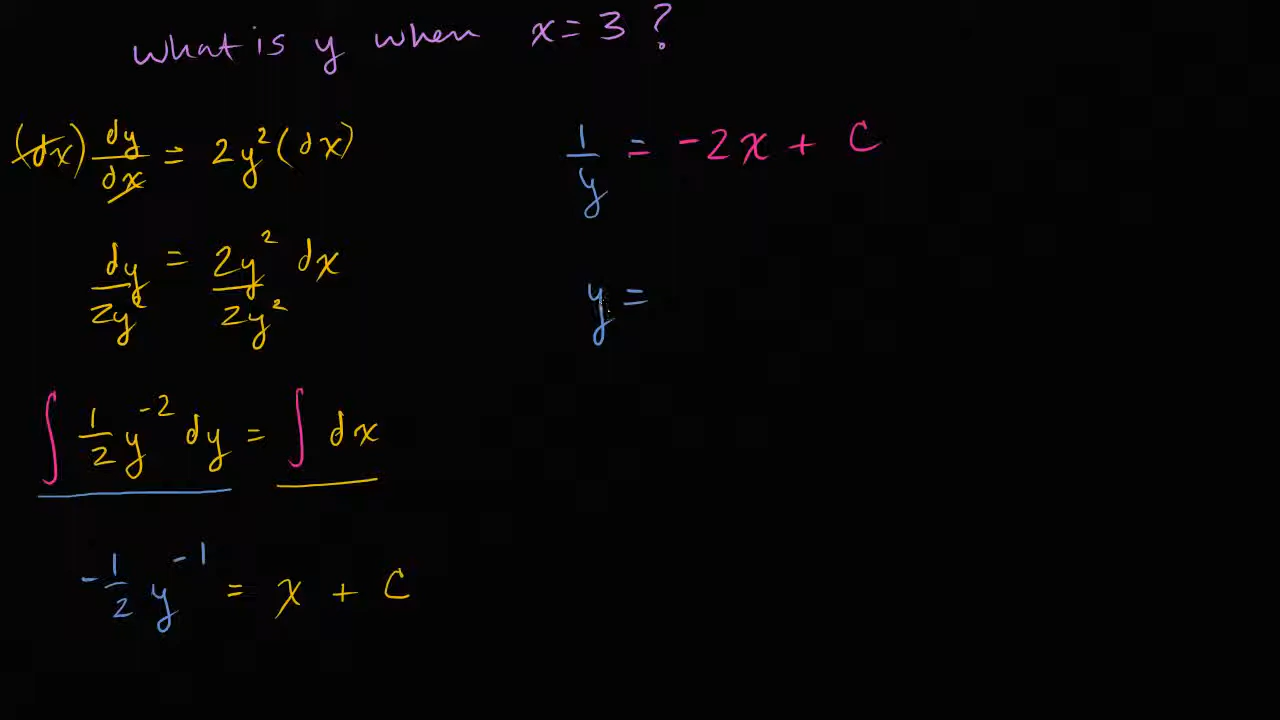 What is y when x = 3 ?
(dx) dy/dx = 2y² (dx)
dy/2y² = 2y²/2y² dx
∫ 1/2 y⁻² dy = ∫ dx
-1/2 y⁻¹ = x + C
1/y = -2x + C
y =